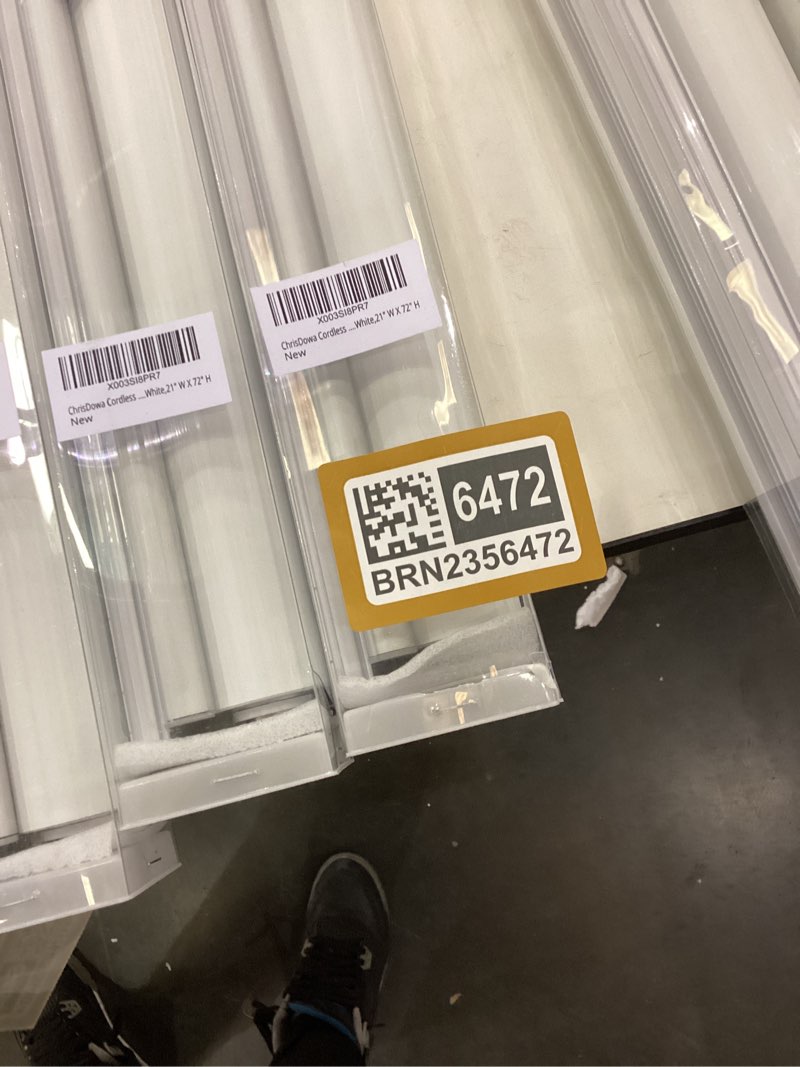 X003SI8PR7
ChrisDowa Cordless ....White,21" W X 72" H
New
X003SI8PR7
ChrisDowa Cordless ....White,21" W X 72" H
New
6472
BRN2356472